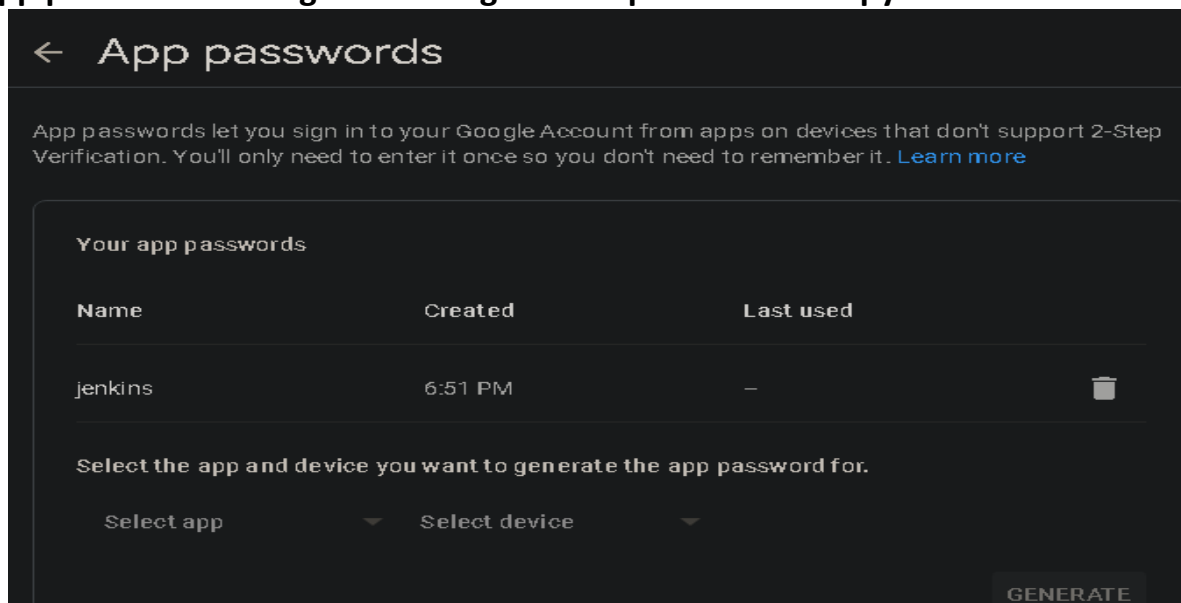 App passwords
App passwords let you sign in to your Google Account from apps on devices that don't support 2-Step
Verification. You'll only need to enter it once so you don't need to remember it. Learn more
Your app passwords
Name Created Last used
jenkins 6:51 PM –
Select the app and device you want to generate the app password for.
Select app Select device
GENERATE